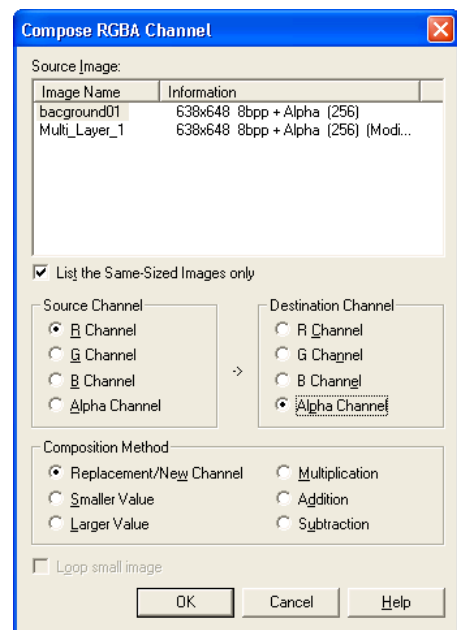 Compose RGBA Channel
Source Image:
Image Name Information
bacground01 638x648 8bpp + Alpha (256)
Multi_Layer_1 638x648 8bpp + Alpha (256) (Modi...
List the Same-Sized Images only
Source Channel
R Channel
G Channel
B Channel
Alpha Channel
->
Destination Channel
R Channel
G Channel
B Channel
Alpha Channel
Composition Method
Replacement/New Channel Multiplication
Smaller Value Addition
Larger Value Subtraction
Loop small image
OK Cancel Help